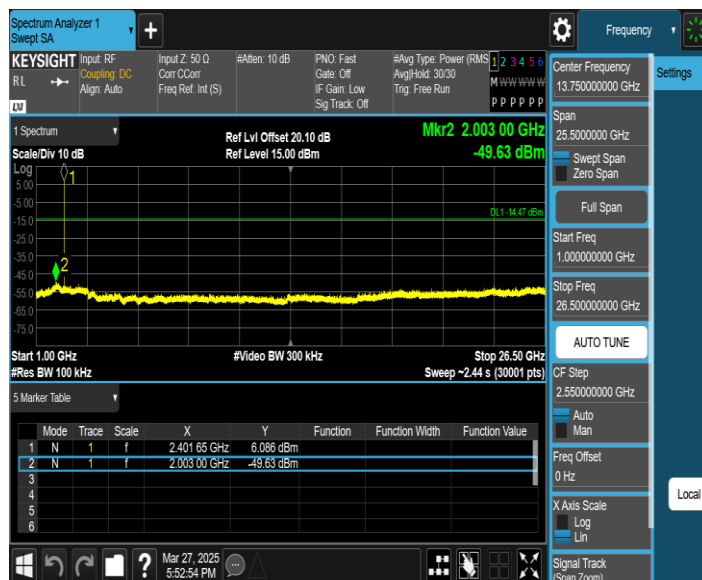 Spectrum Analyzer 1
Swept SA
+
Frequency
KEYSIGHT
RL
LXI
Input: RF
Coupling: DC
Align: Auto
Input Z: 50 Ω
Corr CCorr
Freq Ref: Int (S)
#Atten: 10 dB
PNO: Fast
Gate: Off
IF Gain: Low
Sig Track: Off
#Avg Type: Power (RMS
Avg|Hold: 30/30
Trig: Free Run
1 2 3 4 5 6
M W W W W W
P P P P P P
1 Spectrum
Scale/Div 10 dB
Ref Lvl Offset 20.10 dB
Ref Level 15.00 dBm
Mkr2 2.003 00 GHz
-49.63 dBm
Log
5.00
-5.00
-15.0
-25.0
-35.0
-45.0
-55.0
-65.0
-75.0
1
2
DL1 -14.47 dBm
Start 1.00 GHz
#Video BW 300 kHz
Stop 26.50 GHz
#Res BW 100 kHz
Sweep ~2.44 s (30001 pts)
5 Marker Table
Mode Trace Scale X Y Function Function Width Function Value
1 N 1 f 2.401 65 GHz 6.086 dBm
2 N 1 f 2.003 00 GHz -49.63 dBm
3
4
5
6
?
Mar 27, 2025
5:52:54 PM
Center Frequency
13.750000000 GHz
Span
25.5000000 GHz
Swept Span
Zero Span
Full Span
Start Freq
1.000000000 GHz
Stop Freq
26.500000000 GHz
AUTO TUNE
CF Step
2.550000000 GHz
Auto
Man
Freq Offset
0 Hz
X Axis Scale
Log
Lin
Signal Track
(Span Zoom)
Settings
Local